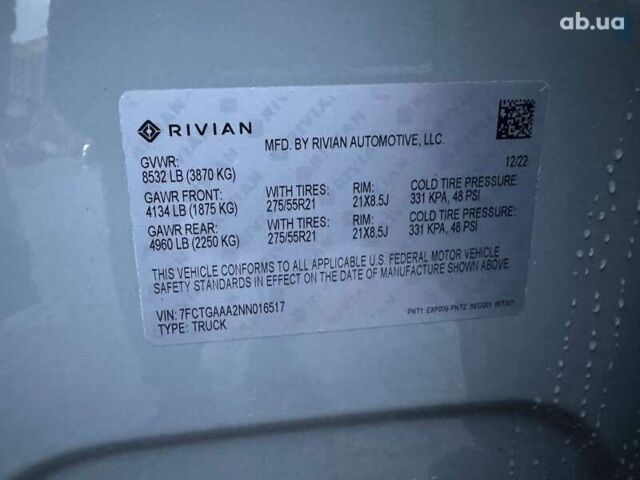 ab.ua
RIVIAN
MFD. BY RIVIAN AUTOMOTIVE, LLC.
GVWR:
8532 LB (3870 KG)
12/22
GAWR FRONT: WITH TIRES: RIM: COLD TIRE PRESSURE:
4134 LB (1875 KG) 275/55R21 21X8.5J 331 KPA, 48 PSI
GAWR REAR: WITH TIRES: RIM: COLD TIRE PRESSURE:
4960 LB (2250 KG) 275/55R21 21X8.5J 331 KPA, 48 PSI
THIS VEHICLE CONFORMS TO ALL APPLICABLE U.S. FEDERAL MOTOR VEHICLE
SAFETY STANDARDS IN EFFECT ON THE DATE OF MANUFACTURE SHOWN ABOVE.
VIN: 7FCTGAAA2NN016517
TYPE: TRUCK
PNT1: EXP009 PNT2: